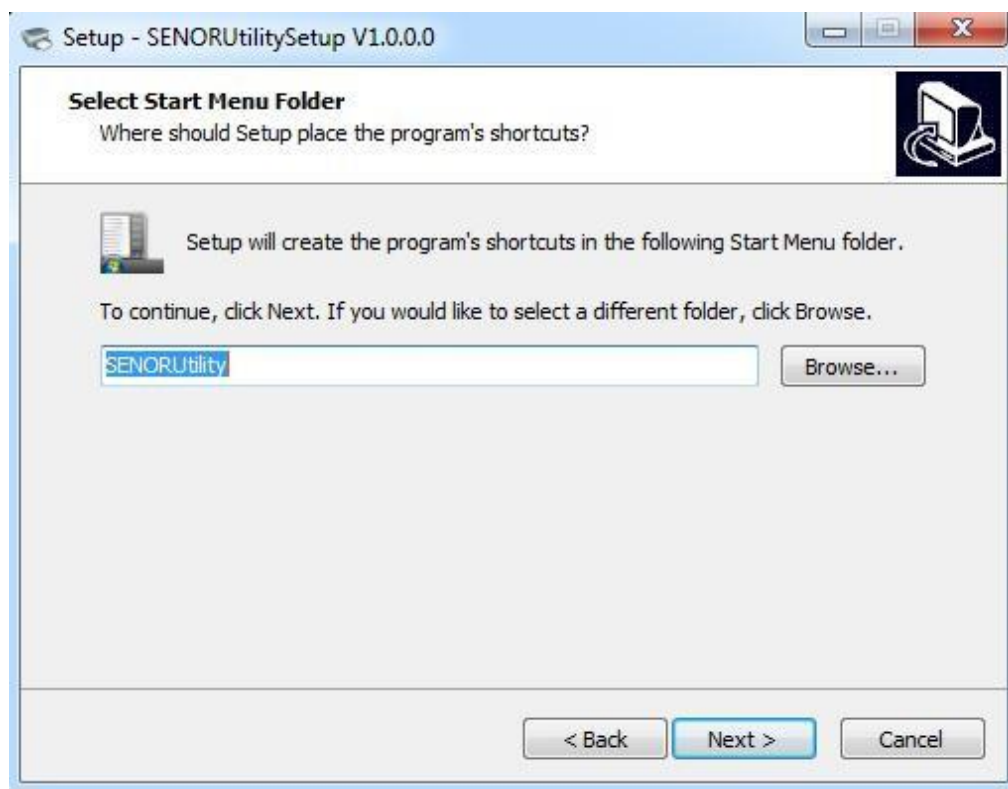 Setup - SENORUtilitySetup V1.0.0.0
Select Start Menu Folder
Where should Setup place the program's shortcuts?
Setup will create the program's shortcuts in the following Start Menu folder.
To continue, click Next. If you would like to select a different folder, click Browse.
SENORUtility
Browse...
< Back
Next >
Cancel